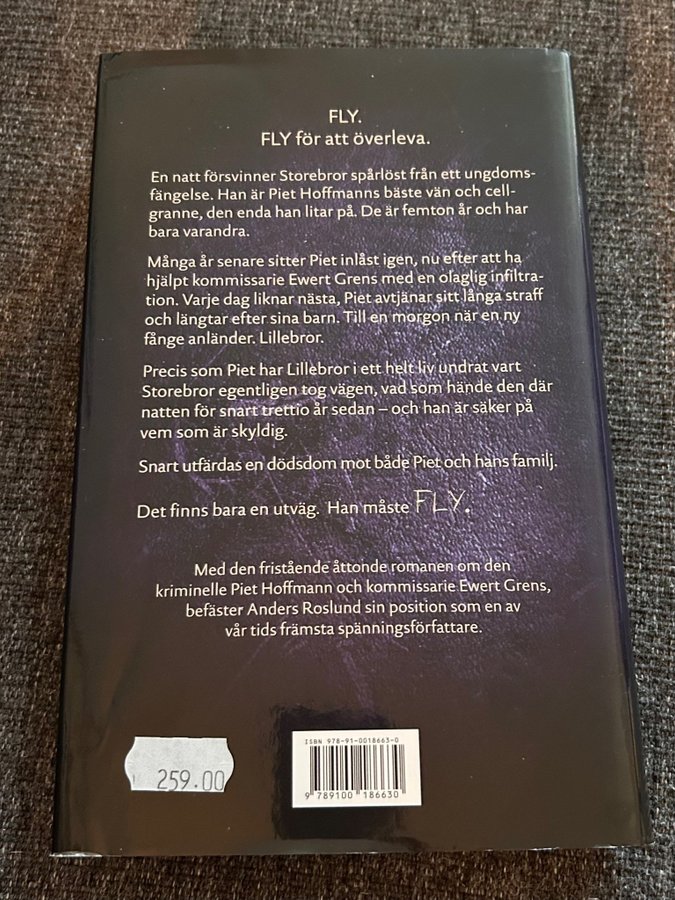 FLY.
FLY för att överleva.
En natt försvinner Storebror spårlöst från ett ungdoms-
fängelse. Han är Piet Hoffmanns bäste vän och cell-
granne, den enda han litar på. De är femton år och har
bara varandra.
Många år senare sitter Piet inlåst igen, nu efter att ha
hjälpt kommissarie Ewert Grens med en olaglig infiltra-
tion. Varje dag liknar nästa, Piet avtjänar sitt långa straff
och längtar efter sina barn. Till en morgon när en ny
fånge anländer. Lillebror.
Precis som Piet har Lillebror i ett helt liv undrat vart
Storebror egentligen tog vägen, vad som hände den där
natten för snart trettio år sedan – och han är säker på
vem som är skyldig.
Snart utfärdas en dödsdom mot både Piet och hans familj.
Det finns bara en utväg. Han måste FLY.
Med den fristående åttonde romanen om den
kriminelle Piet Hoffmann och kommissarie Ewert Grens,
befäster Anders Roslund sin position som en av
vår tids främsta spänningsförfattare.
ISBN 978-91-0018663-0
9 789100 186630
259.00